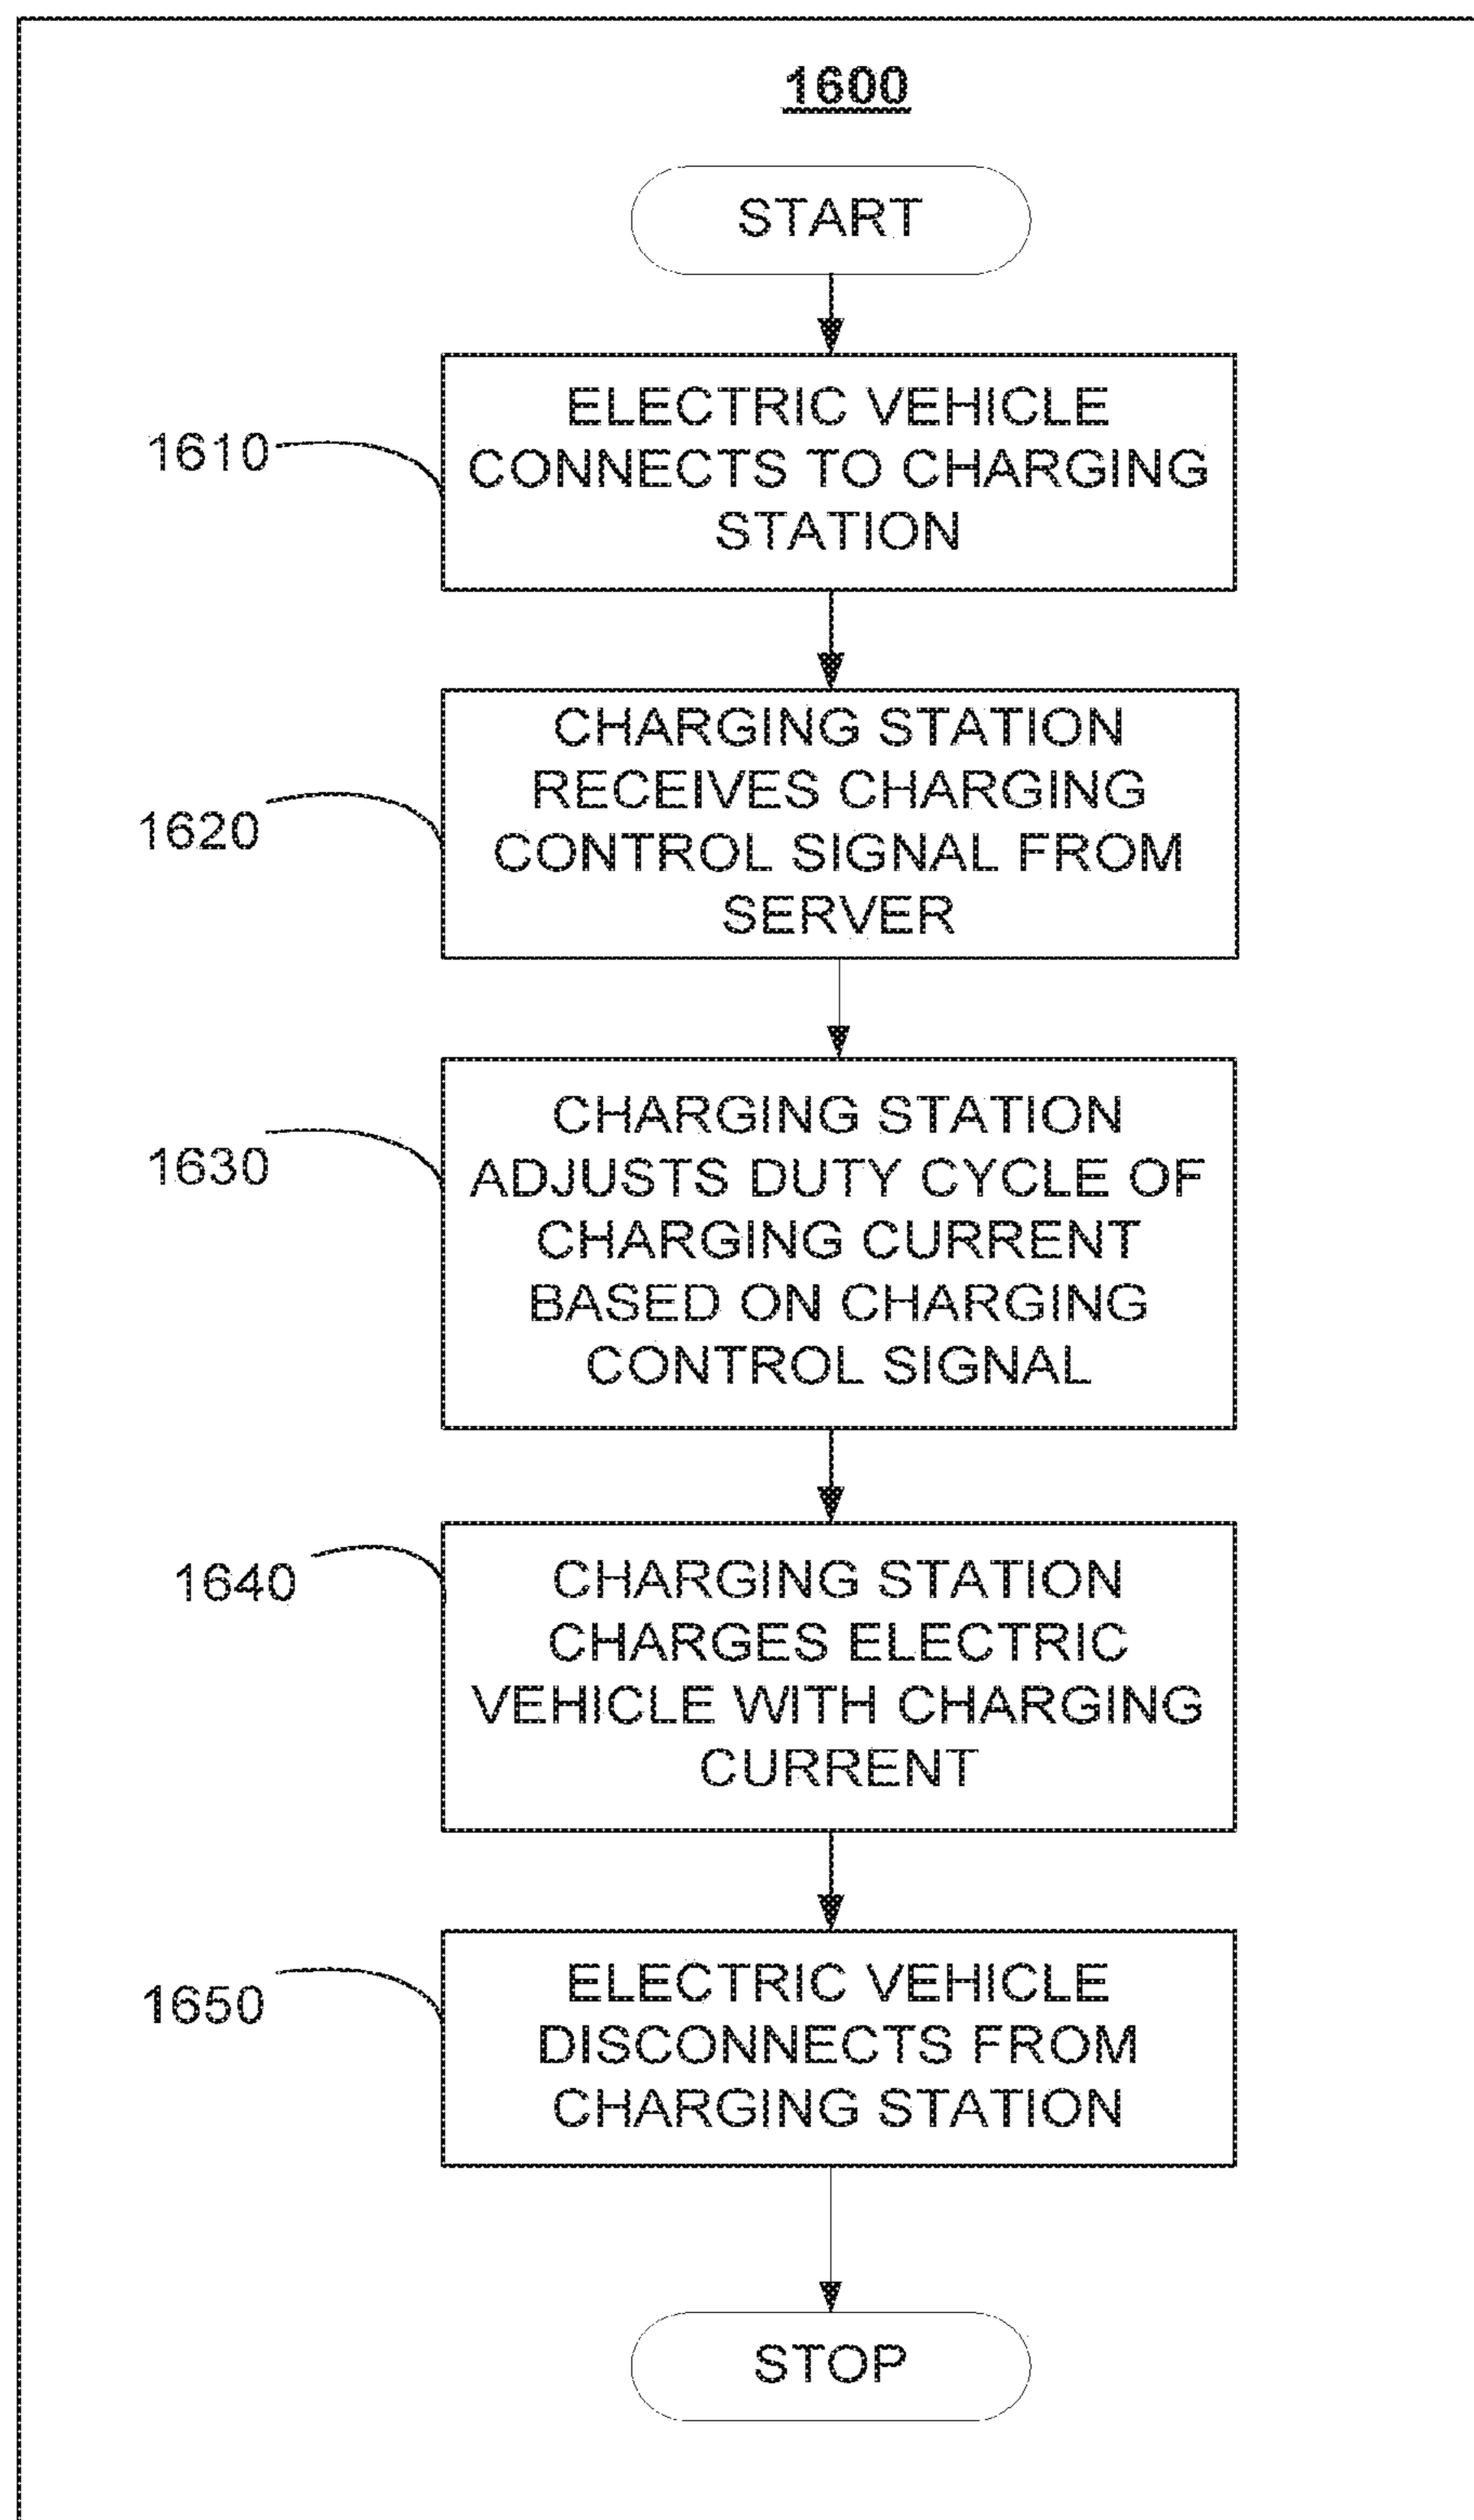 1600
START
1610
ELECTRIC VEHICLE
CONNECTS TO CHARGING
STATION
1620
CHARGING STATION
RECEIVES CHARGING
CONTROL SIGNAL FROM
SERVER
1630
CHARGING STATION
ADJUSTS DUTY CYCLE OF
CHARGING CURRENT
BASED ON CHARGING
CONTROL SIGNAL
1640
CHARGING STATION
CHARGES ELECTRIC
VEHICLE WITH CHARGING
CURRENT
1650
ELECTRIC VEHICLE
DISCONNECTS FROM
CHARGING STATION
STOP